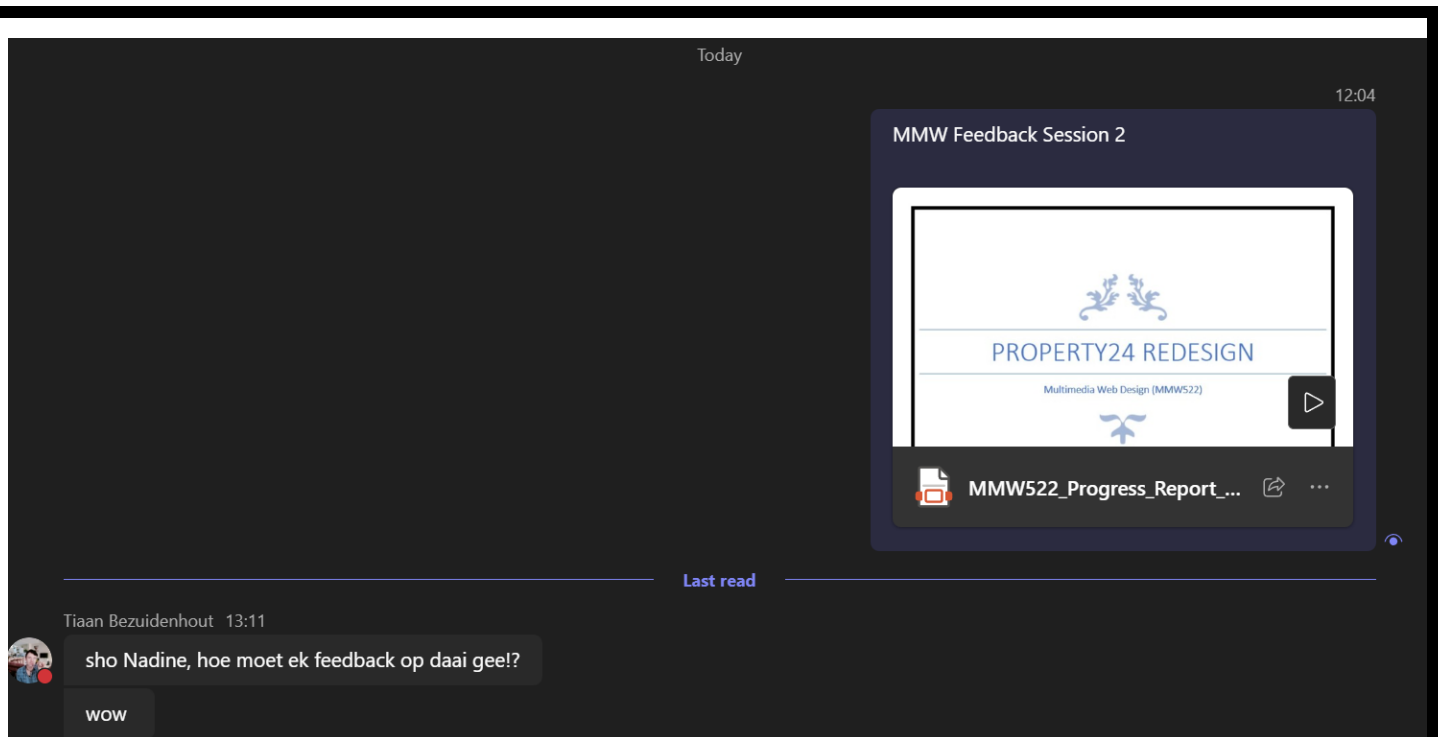 Today
12:04
MMW Feedback Session 2
PROPERTY24 REDESIGN
Multimedia Web Design (MMW522)
MMW522_Progress_Report_...
Last read
Tiaan Bezuidenhout 13:11
sho Nadine, hoe moet ek feedback op daai gee!?
wow